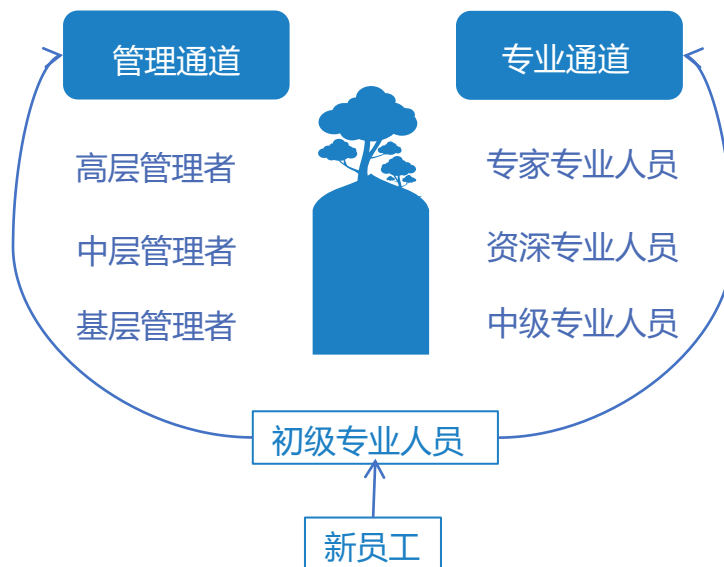 管理通道
专业通道
高层管理者
专家专业人员
中层管理者
资深专业人员
基层管理者
中级专业人员
初级专业人员
新员工